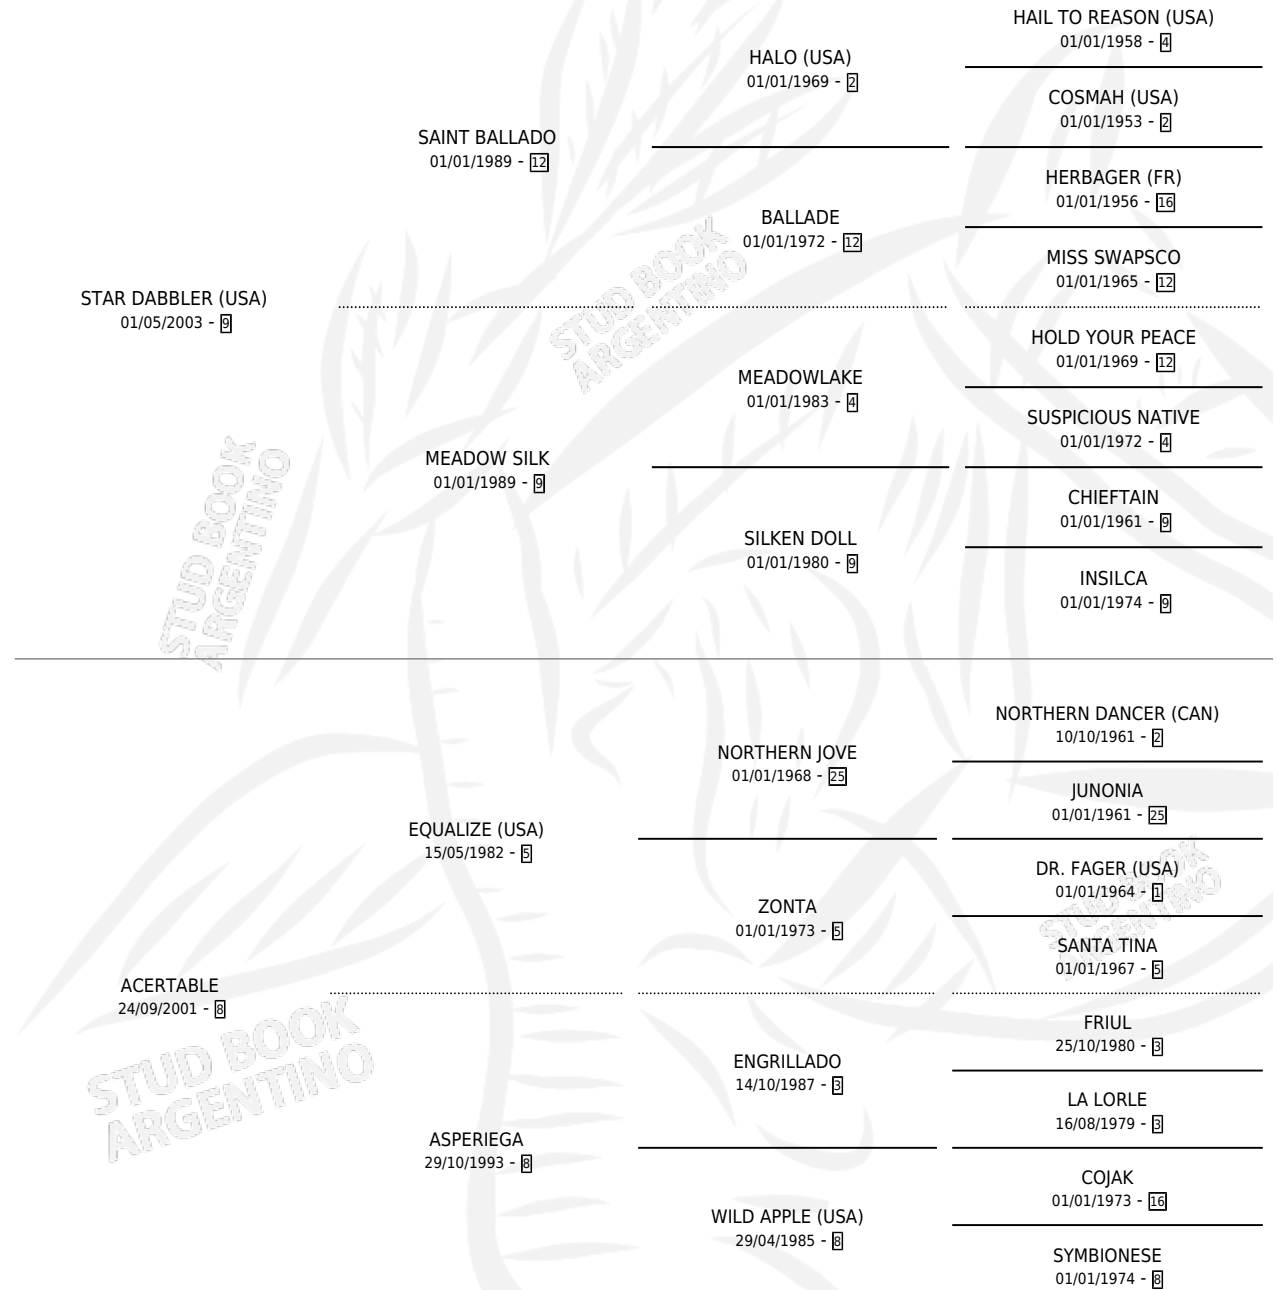 HAIL TO REASON (USA)
01/01/1958 - 4
HALO (USA)
01/01/1969 - 2
COSMAH (USA)
01/01/1953 - 2
SAINT BALLADO
01/01/1989 - 12
HERBAGER (FR)
01/01/1956 - 16
BALLADE
01/01/1972 - 12
MISS SWAPSCO
01/01/1965 - 12
STAR DABBLER (USA)
01/05/2003 - 9
STUD BOOK
ARGENTINO
HOLD YOUR PEACE
01/01/1969 - 12
MEADOWLAKE
01/01/1983 - 4
SUSPICIOUS NATIVE
01/01/1972 - 4
MEADOW SILK
01/01/1989 - 9
CHIEFTAIN
01/01/1961 - 9
SILKEN DOLL
01/01/1980 - 9
INSILCA
01/01/1974 - 9
STUD BOOK
ARGENTINO
NORTHERN DANCER (CAN)
10/10/1961 - 2
NORTHERN JOVE
01/01/1968 - 25
JUNONIA
01/01/1961 - 25
EQUALIZE (USA)
15/05/1982 - 5
DR. FAGER (USA)
01/01/1964 - 1
ZONTA
01/01/1973 - 5
STUD BOOK
ARGENTINO
SANTA TINA
01/01/1967 - 5
ACERTABLE
24/09/2001 - 8
FRIUL
25/10/1980 - 3
ENGRILLADO
14/10/1987 - 3
LA LORLE
16/08/1979 - 3
STUD BOOK
ARGENTINO
ASPERIEGA
29/10/1993 - 8
COJAK
01/01/1973 - 16
WILD APPLE (USA)
29/04/1985 - 8
SYMBIONESE
01/01/1974 - 8